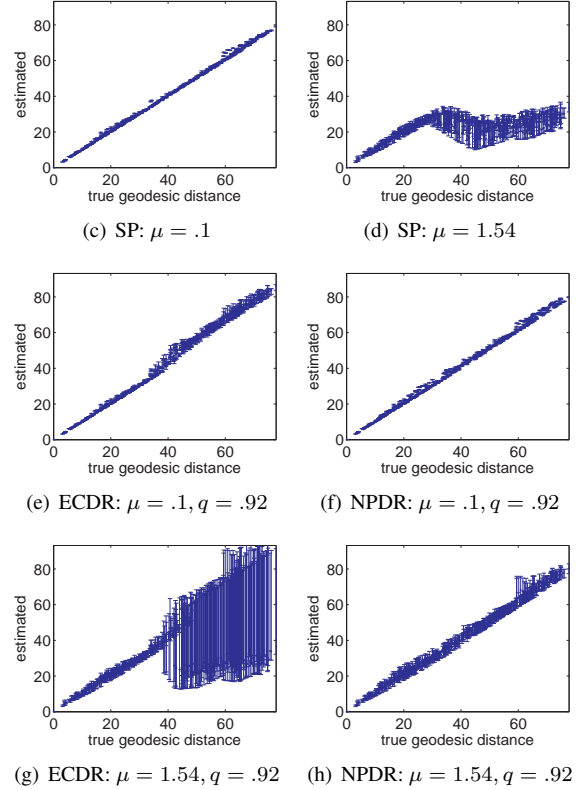 80
60
40
20
0
estimated
0 20 40 60
true geodesic distance
(c) SP: μ = .1
80
60
40
20
0
estimated
0 20 40 60
true geodesic distance
(d) SP: μ = 1.54
80
60
40
20
0
estimated
0 20 40 60
true geodesic distance
(e) ECDR: μ = .1, q = .92
80
60
40
20
0
estimated
0 20 40 60
true geodesic distance
(f) NPDR: μ = .1, q = .92
80
60
40
20
0
estimated
0 20 40 60
true geodesic distance
(g) ECDR: μ = 1.54, q = .92
80
60
40
20
0
estimated
0 20 40 60
true geodesic distance
(h) NPDR: μ = 1.54, q = .92